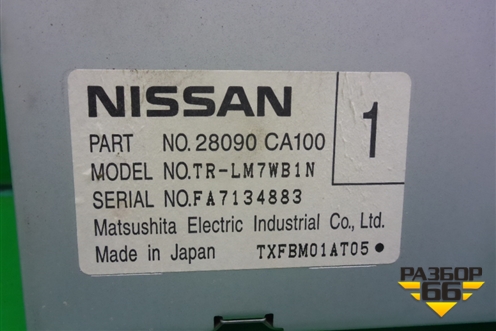 NISSAN
1
PART NO. 28090 CA100
MODEL NO. TR-LM7WB1N
SERIAL NO. FA7134883
Matsushita Electric Industrial Co., Ltd.
Made in Japan TXFBM01AT05 ●
РАЗБОР
66